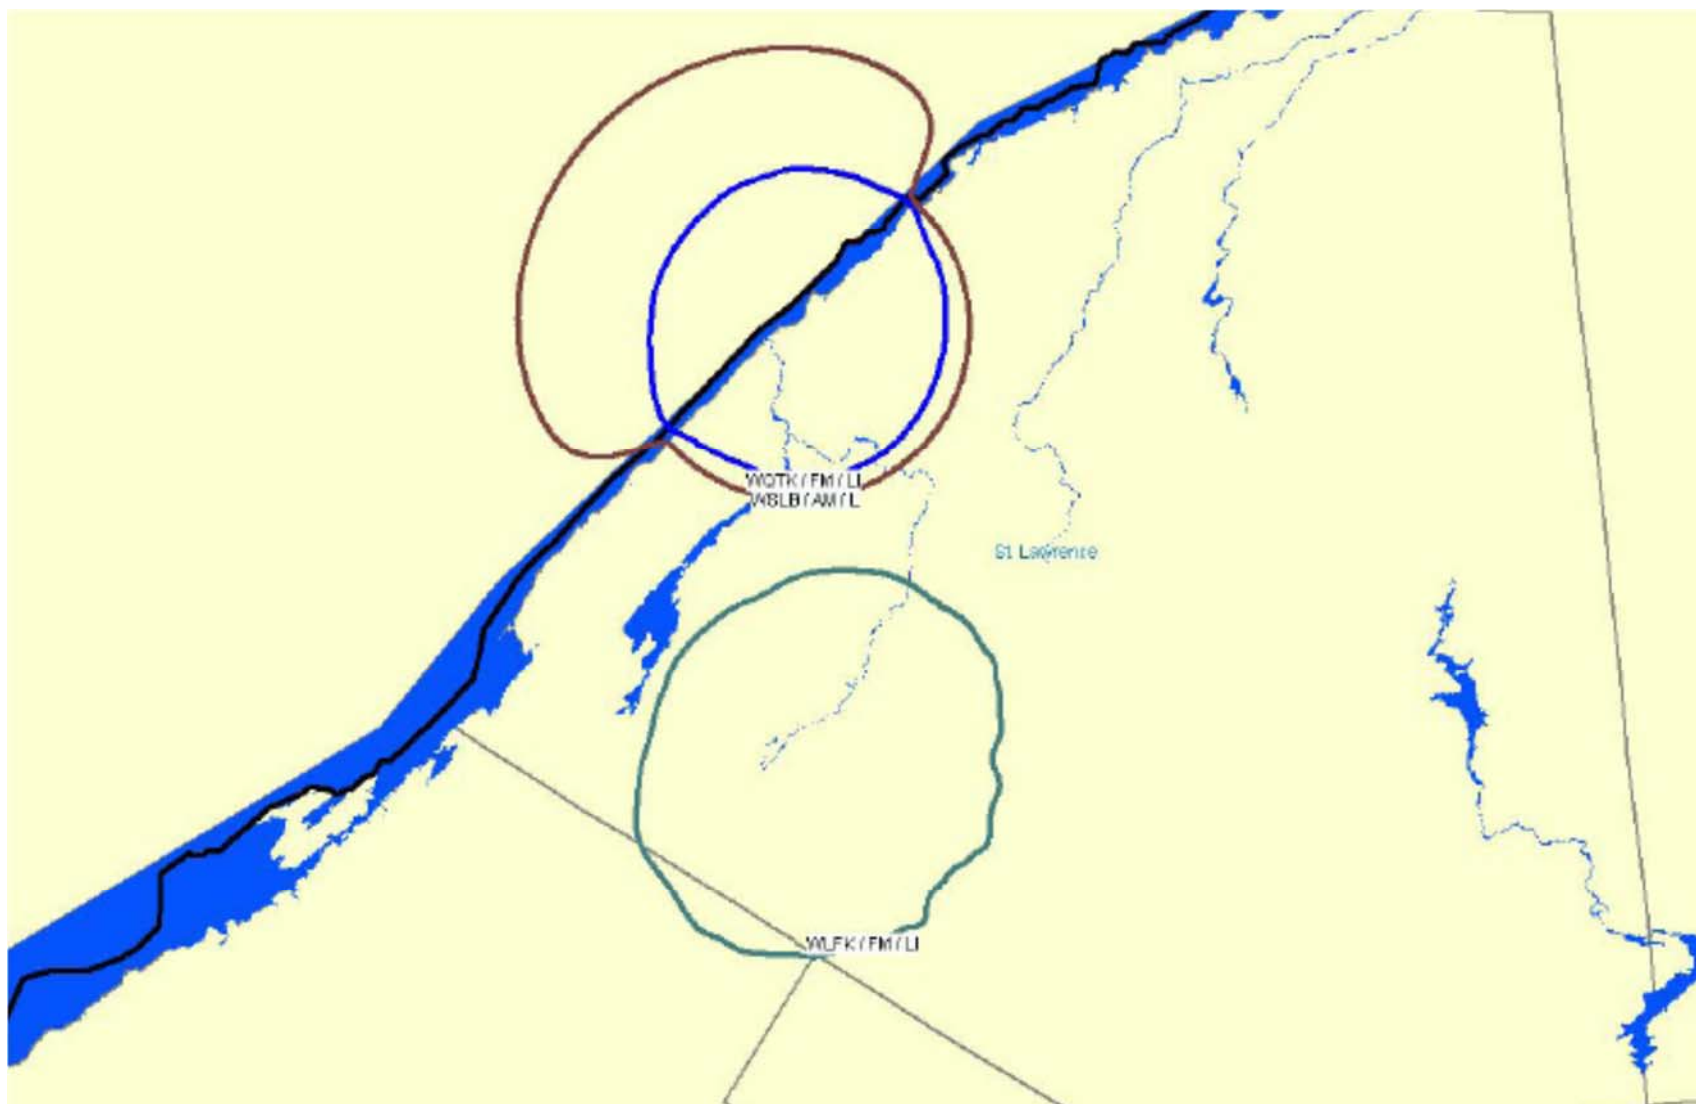 WQTK / FM / LI
WSLB / AM / L
St Lawrence
WLFK / FM / LI